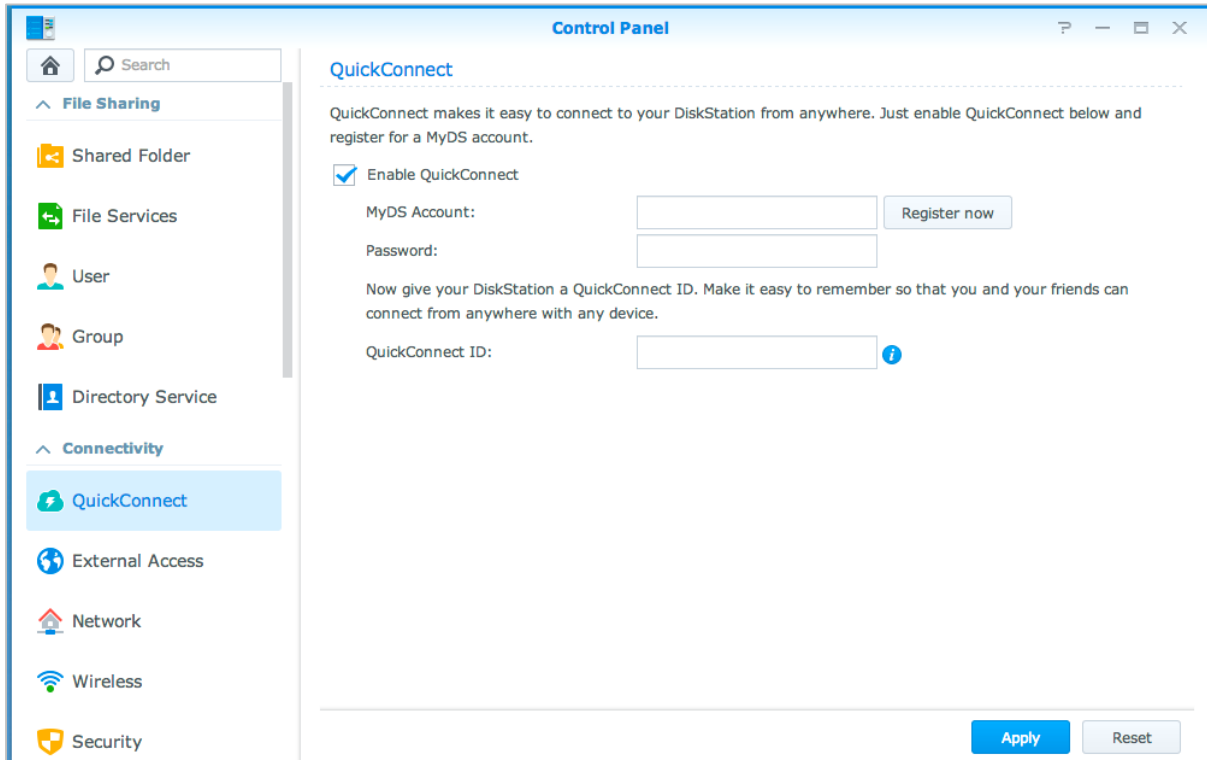 Control Panel
Search
File Sharing
Shared Folder
File Services
User
Group
Directory Service
Connectivity
QuickConnect
External Access
Network
Wireless
Security
QuickConnect
QuickConnect makes it easy to connect to your DiskStation from anywhere. Just enable QuickConnect below and
register for a MyDS account.
Enable QuickConnect
MyDS Account:
Register now
Password:
Now give your DiskStation a QuickConnect ID. Make it easy to remember so that you and your friends can
connect from anywhere with any device.
QuickConnect ID:
Apply
Reset